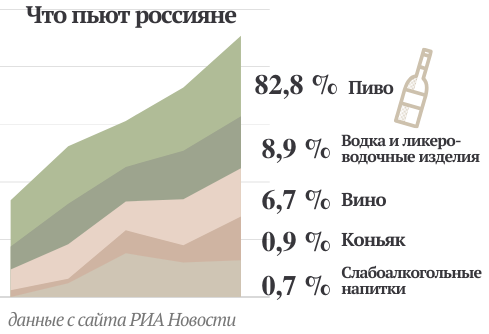 Что пьют россияне
82,8 % Пиво
8,9 % Водка и ликеро-
водочные изделия
6,7 % Вино
0,9 % Коньяк
0,7 % Слабоалкогольные
напитки
данные с сайта РИА Новости